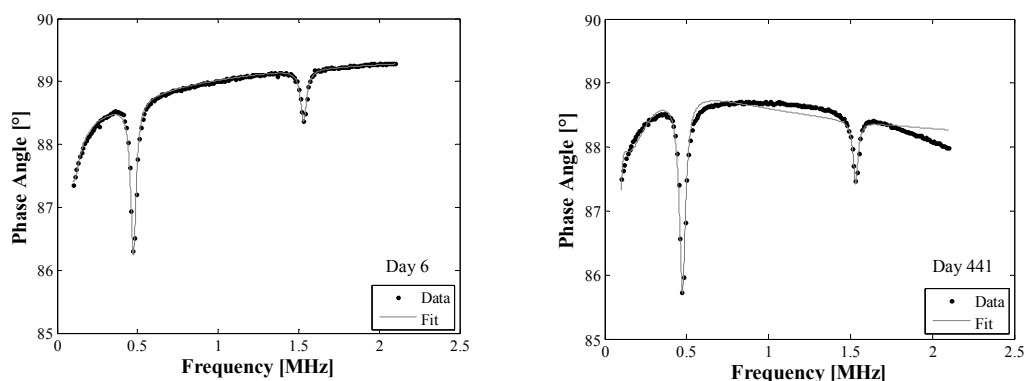 90
89
88
87
86
85
Phase Angle [°]
0 0.5 1 1.5 2 2.5
Frequency [MHz]
Day 6
Data
Fit
90
89
88
87
86
85
Phase Angle [°]
0 0.5 1 1.5 2 2.5
Frequency [MHz]
Day 441
Data
Fit